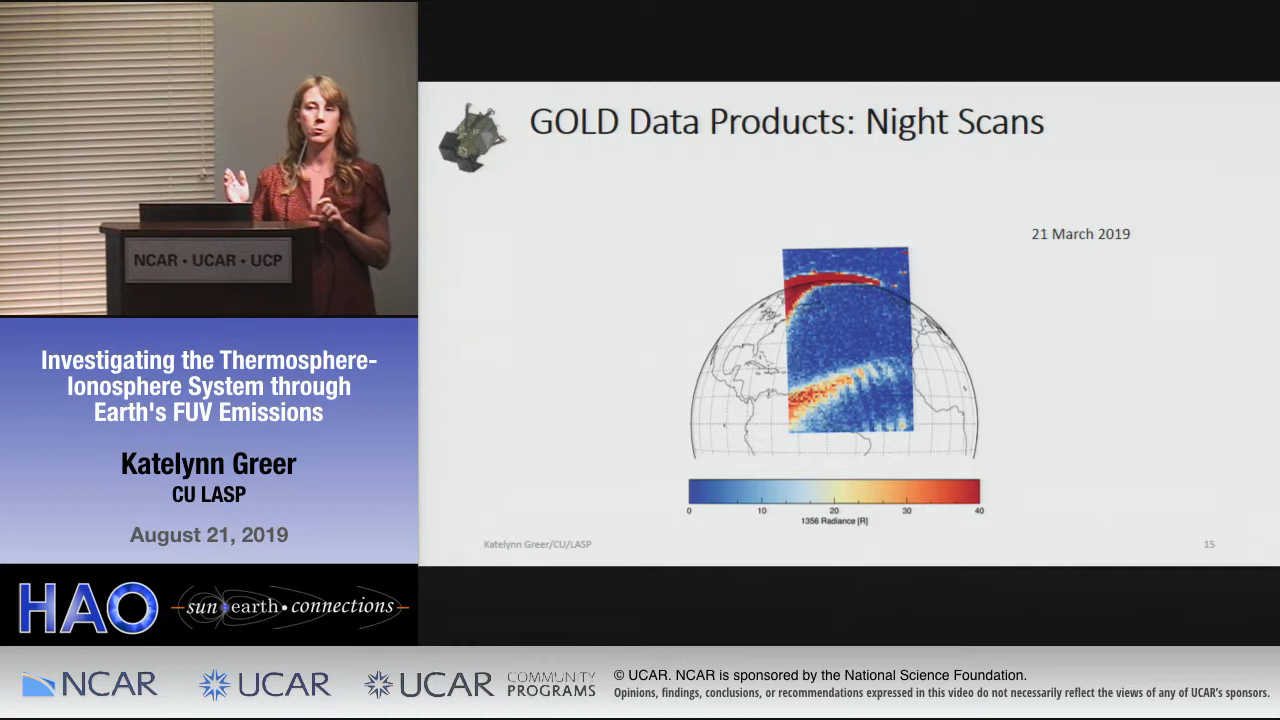 NCAR • UCAR • UCP
Investigating the Thermosphere-
Ionosphere System through
Earth's FUV Emissions
Katelynn Greer
CU LASP
August 21, 2019
HAO
sun • earth • connections
GOLD Data Products: Night Scans
21 March 2019
0 10 20 30 40
1356 Radiance [R]
Katelynn Greer/CU/LASP
15
NCAR
UCAR
UCAR
COMMUNITY
PROGRAMS
© UCAR. NCAR is sponsored by the National Science Foundation.
Opinions, findings, conclusions, or recommendations expressed in this video do not necessarily reflect the views of any of UCAR's sponsors.